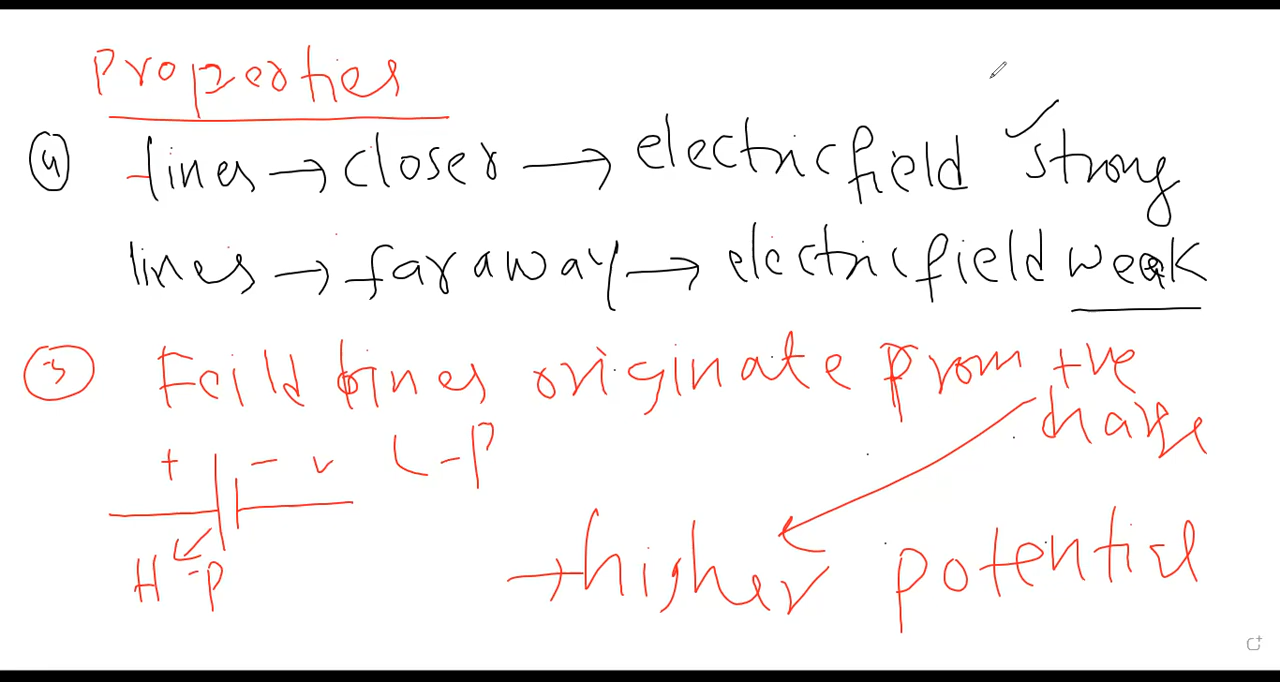 Properties
④ lines → closer → electric field strong
lines → far away → electric field weak
⑤ Feild lines originate from +ve
charge
+ - v L-P
→ higher potential
H-P